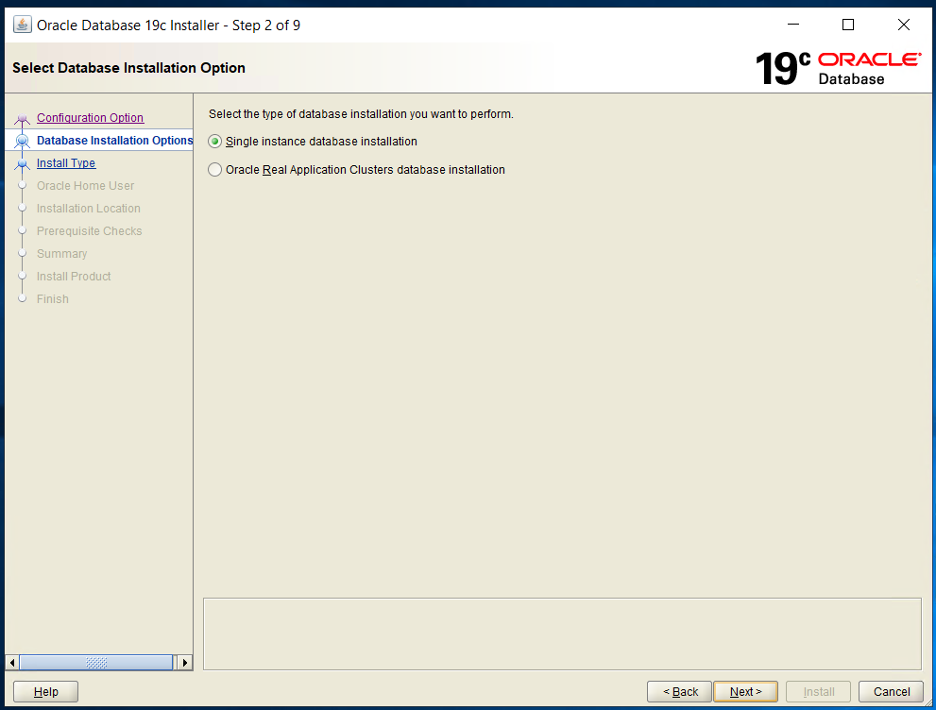 Oracle Database 19c Installer - Step 2 of 9
Select Database Installation Option
19c ORACLE
Database
Configuration Option
Database Installation Options
Install Type
Oracle Home User
Installation Location
Prerequisite Checks
Summary
Install Product
Finish
Select the type of database installation you want to perform.
Single instance database installation
Oracle Real Application Clusters database installation
Help
< Back
Next >
Install
Cancel